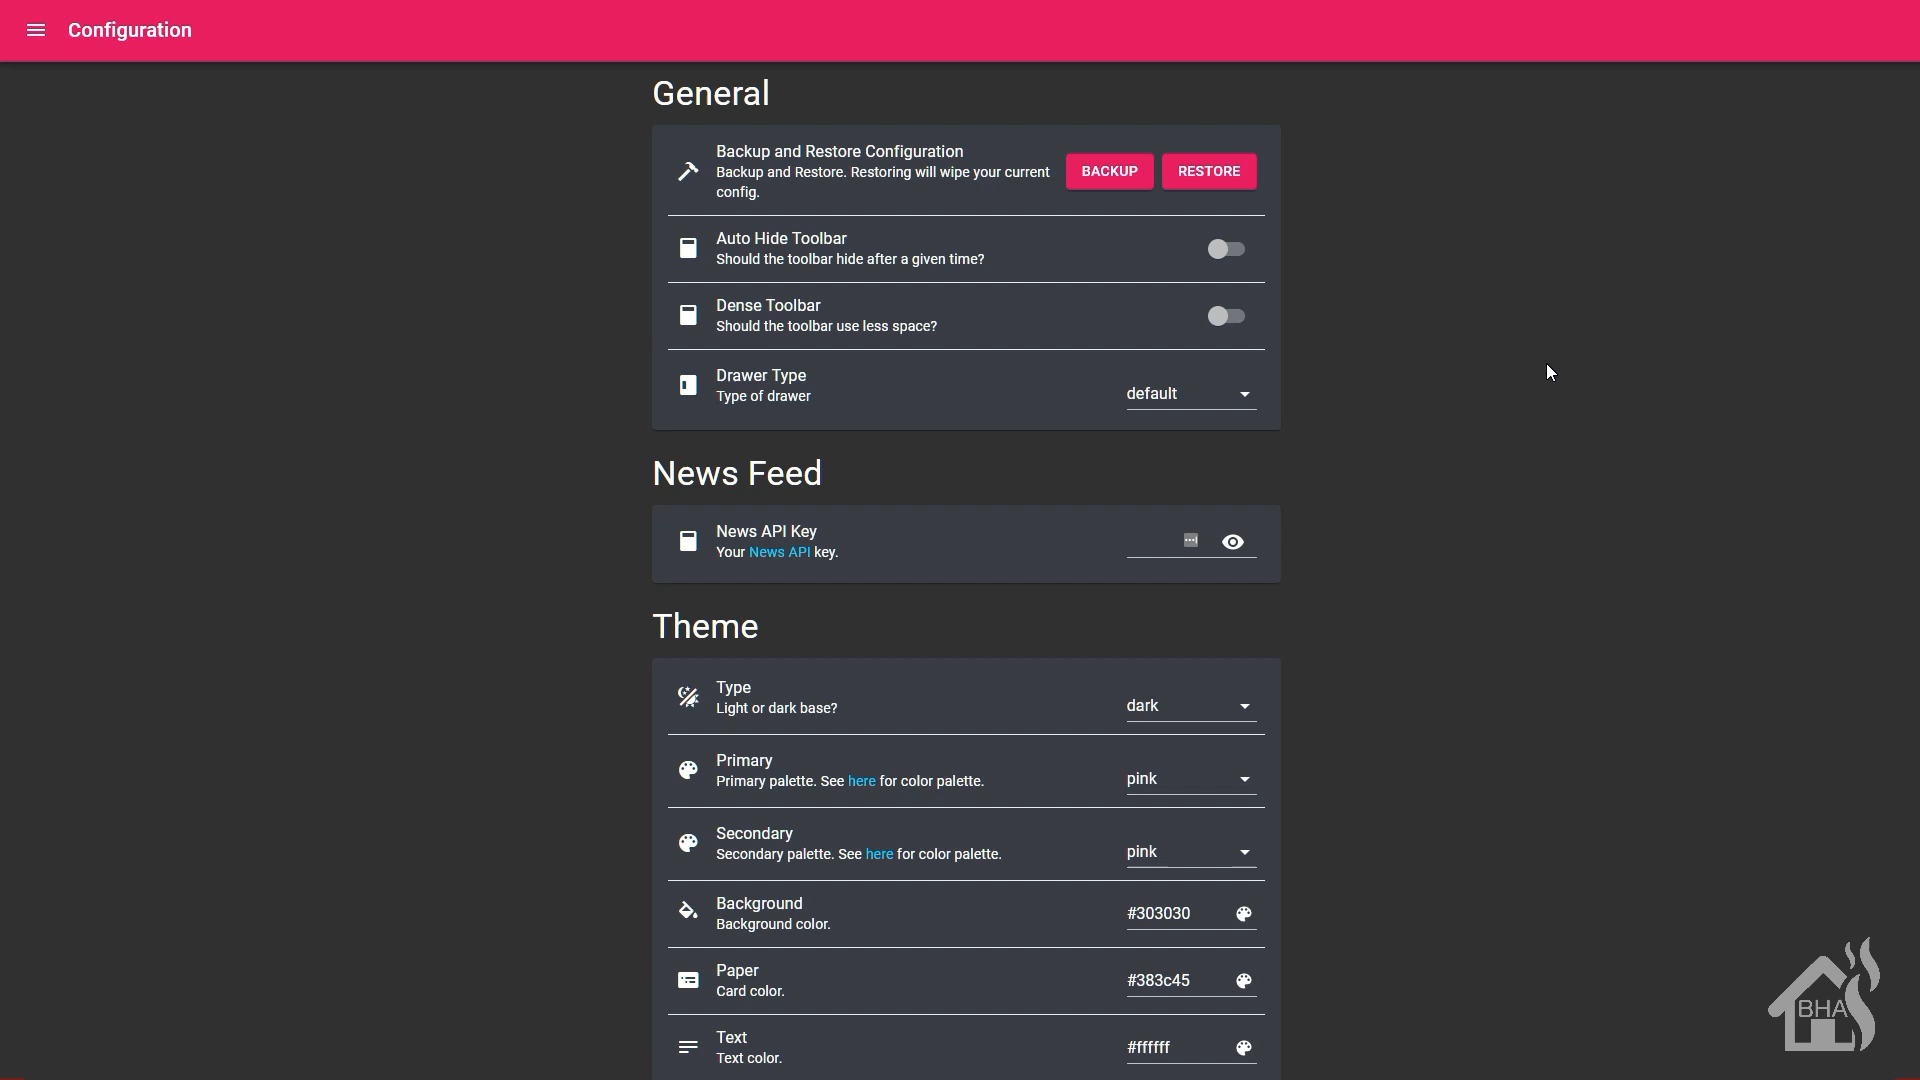 Configuration
General
Backup and Restore Configuration
Backup and Restore. Restoring will wipe your current
config.
BACKUP
RESTORE
Auto Hide Toolbar
Should the toolbar hide after a given time?
Dense Toolbar
Should the toolbar use less space?
Drawer Type
Type of drawer
default
News Feed
News API Key
Your News API key.
Theme
Type
Light or dark base?
dark
Primary
Primary palette. See here for color palette.
pink
Secondary
Secondary palette. See here for color palette.
pink
Background
Background color.
#303030
Paper
Card color.
#383c45
Text
Text color.
#ffffff
BHA